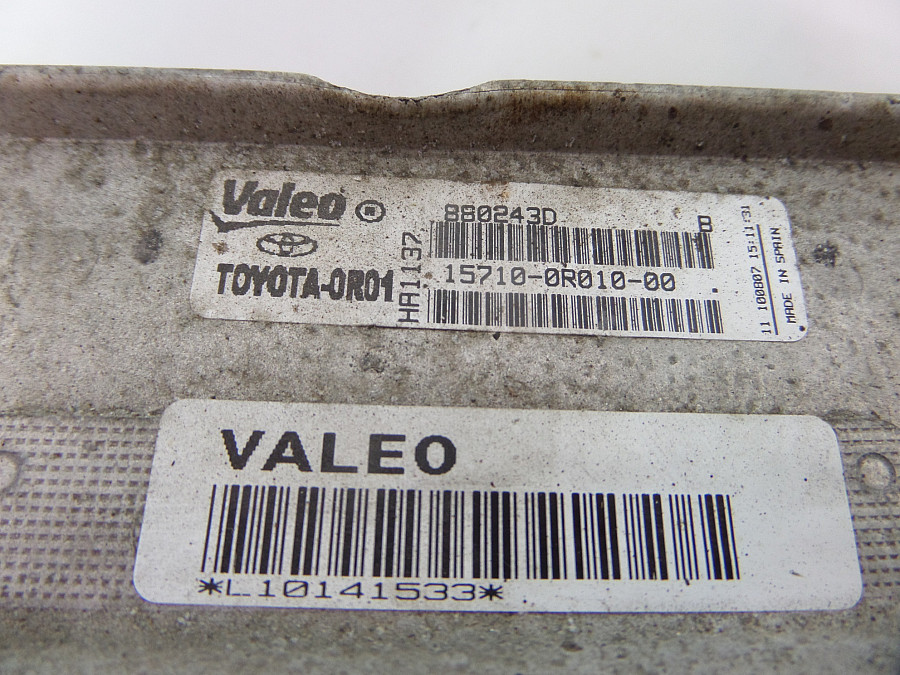 Valeo
TOYOTA-0R01
HA1137
880243D
B
15710-0R010-00
11 100807 15:11:31
MADE IN SPAIN
VALEO
*L10141533*